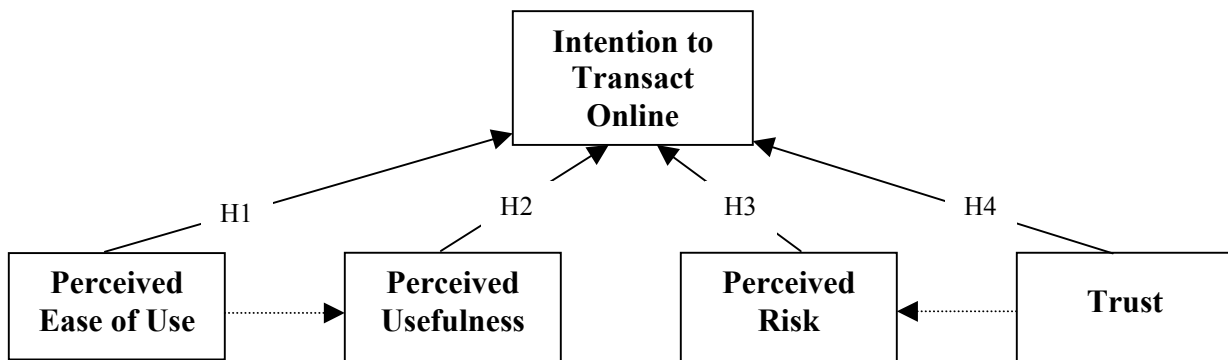 Intention to
Transact
Online
H1
H2
H3
H4
Perceived
Ease of Use
Perceived
Usefulness
Perceived
Risk
Trust